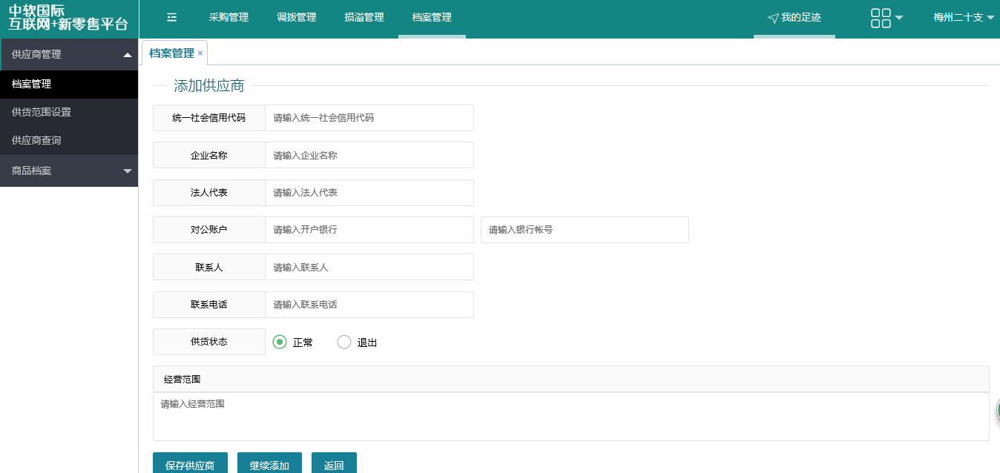 中软国际
互联网+新零售平台
采购管理 调拨管理 损溢管理 档案管理 我的足迹 梅州二十支
供应商管理
档案管理
供货范围设置
供应商查询
商品档案
档案管理 ×
添加供应商
统一社会信用代码 请输入统一社会信用代码
企业名称 请输入企业名称
法人代表 请输入法人代表
对公账户 请输入开户银行 请输入银行帐号
联系人 请输入联系人
联系电话 请输入联系电话
供货状态 正常 退出
经营范围
请输入经营范围
保存供应商 继续添加 返回